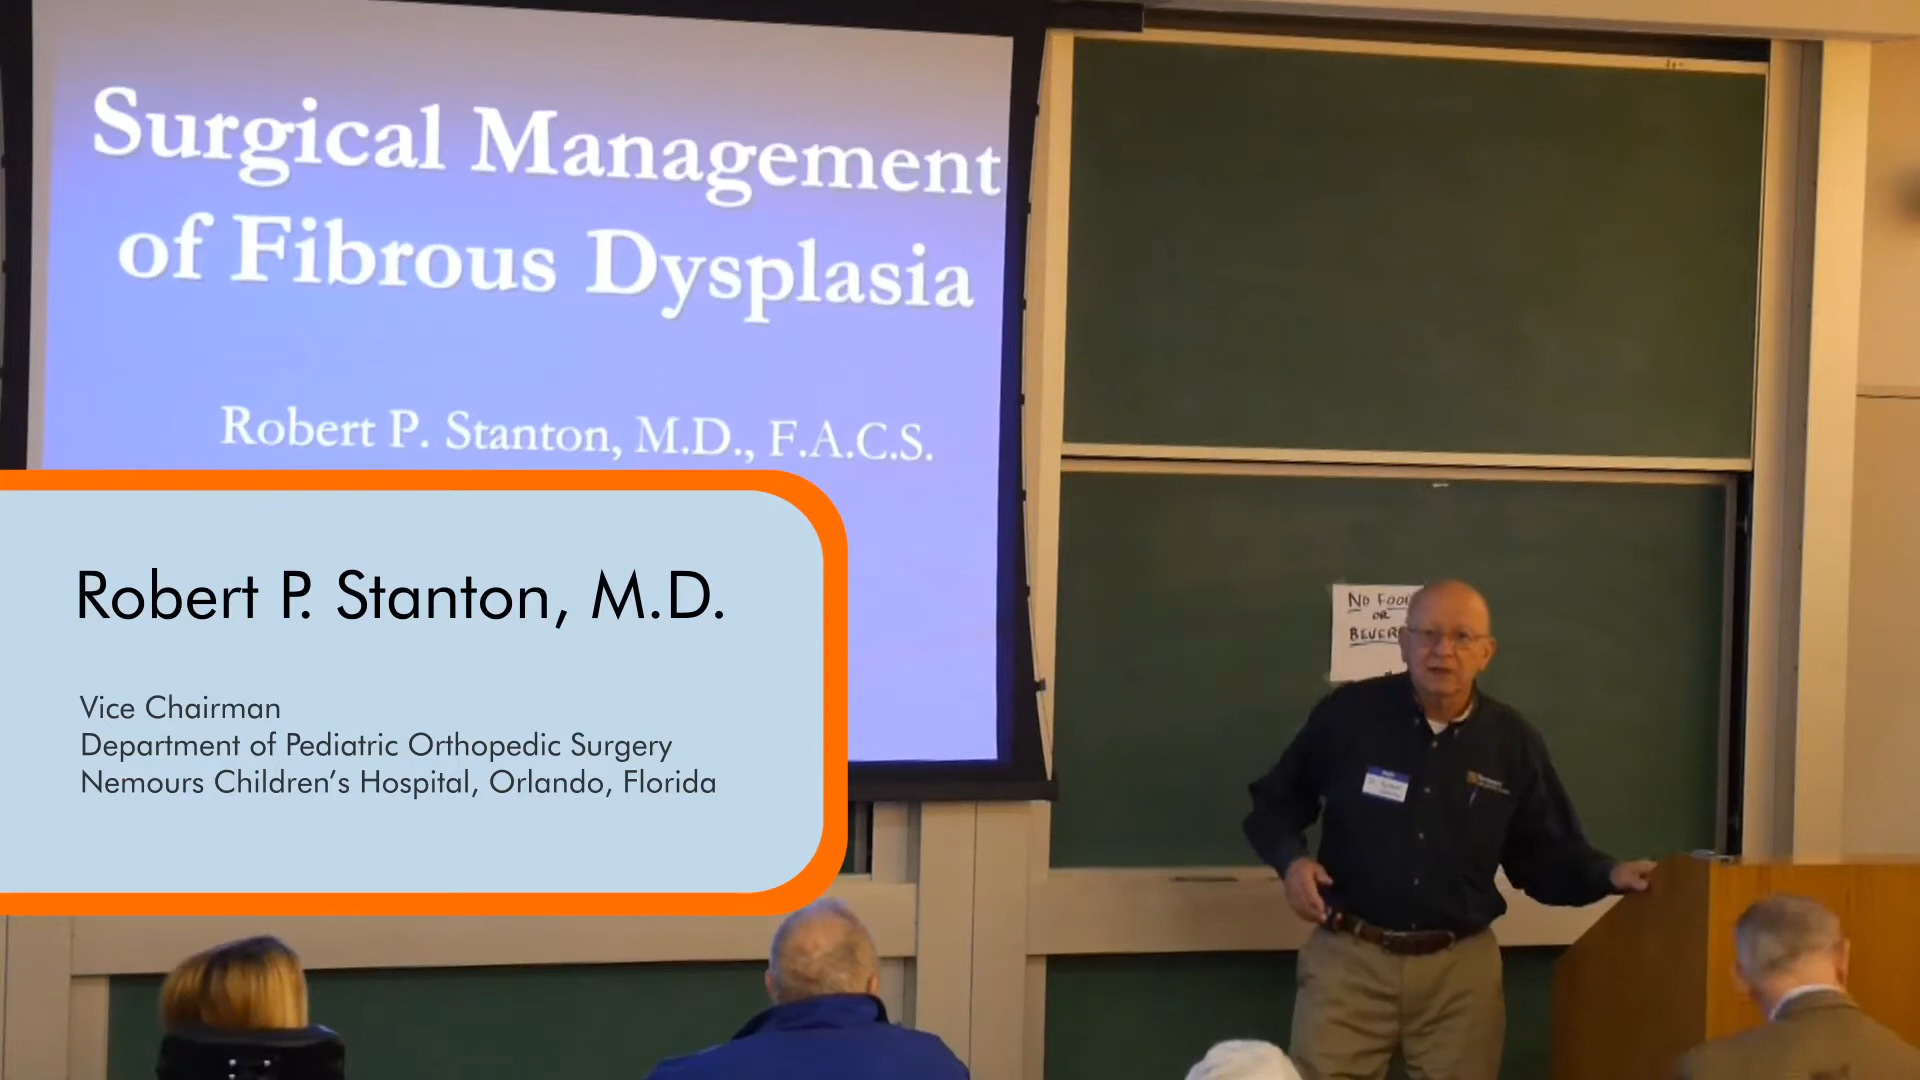 Surgical Management
of Fibrous Dysplasia
Robert P. Stanton, M.D., F.A.C.S.
Robert P. Stanton, M.D.
Vice Chairman
Department of Pediatric Orthopedic Surgery
Nemours Children's Hospital, Orlando, Florida
NO
OR